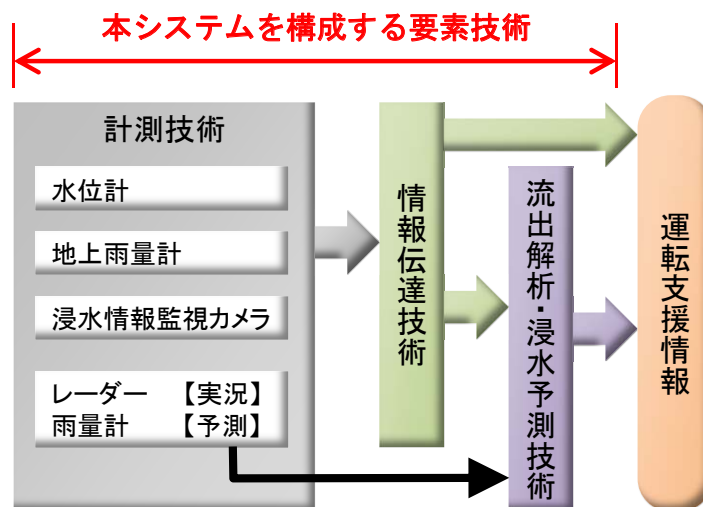 本システムを構成する要素技術
計測技術
水位計
地上雨量計
浸水情報監視カメラ
レーダー 【実況】
雨量計 【予測】
情報伝達技術
流出解析・浸水予測技術
運転支援情報